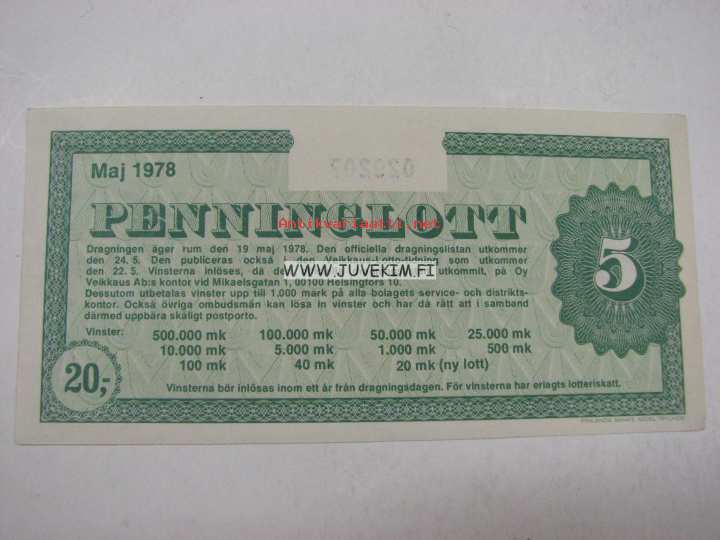 Maj 1978
PENNINGLOTT
Dragningen äger rum den 19 maj 1978. Den officiella dragningslistan utkommer
den 24.5. Den publiceras också i den Veikkaus-Lotto-tidning som utkommer
den 22.5. Vinsterna inlöses, då de utkommit, på Oy
Veikkaus Ab:s kontor vid Mikaelsgatan 1, 00100 Helsingfors 10.
Dessutom utbetalas vinster upp till 1.000 mark på alla bolagets service- och distrikts-
kontor. Också övriga ombudsmän kan lösa in vinster och har då rätt att i samband
därmed uppbära skäligt postporto.
Vinster: 500.000 mk 100.000 mk 50.000 mk 25.000 mk
10.000 mk 5.000 mk 1.000 mk 500 mk
100 mk 40 mk 20 mk (ny lott)
Vinsterna bör inlösas inom ett år från dragningsdagen. För vinsterna har erlagts lotteriskatt.
20,-
5
Antikvariaatti.net
WWW.JUVEKIM.FI